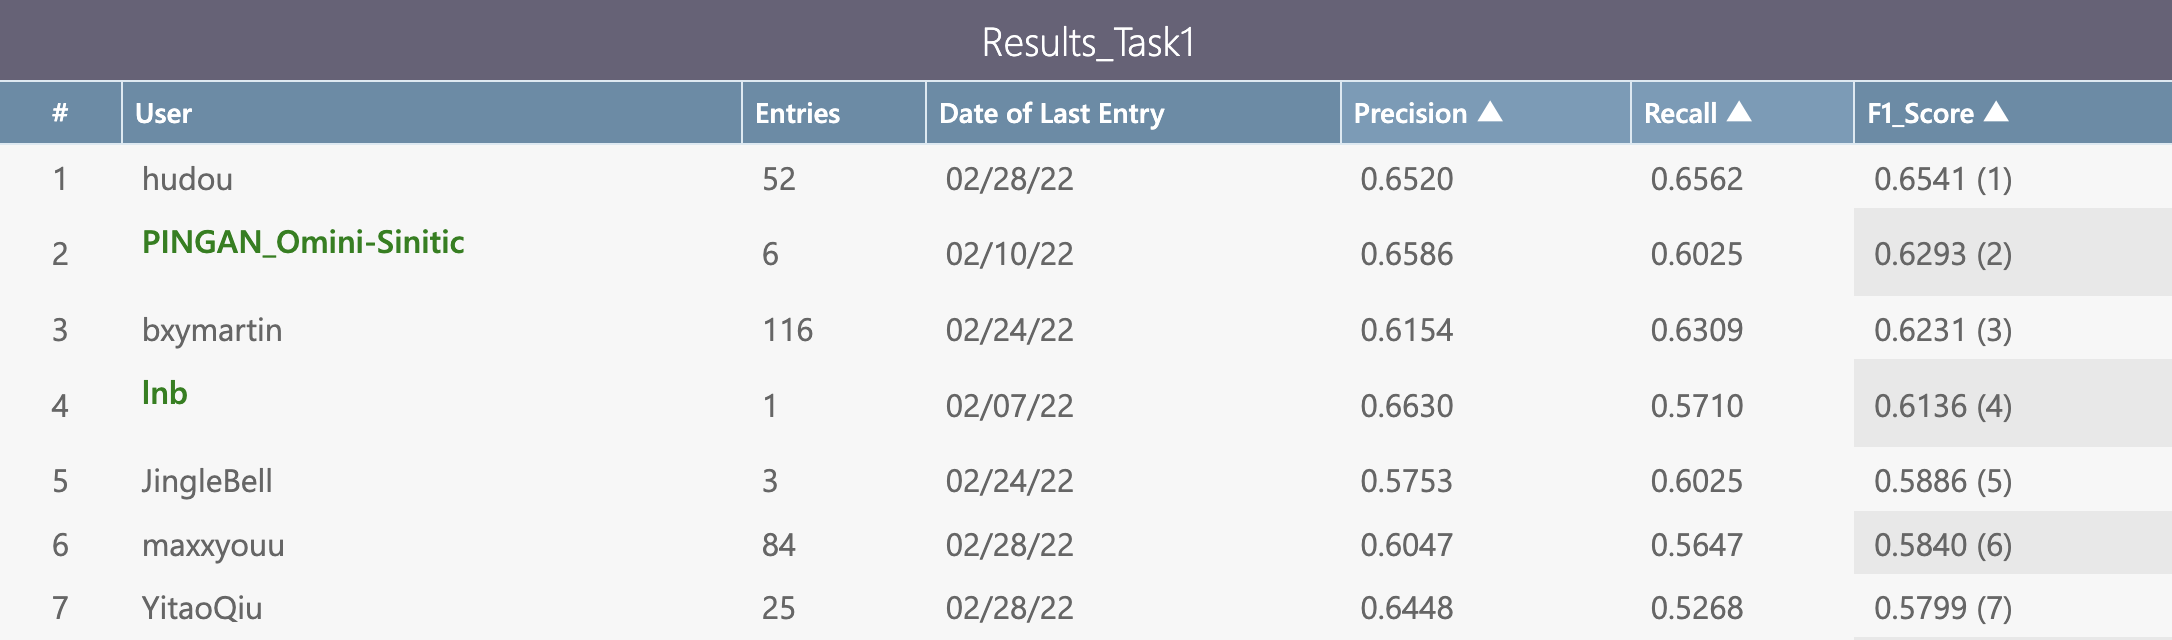 Results_Task1
# User Entries Date of Last Entry Precision ▲ Recall ▲ F1_Score ▲
1 hudou 52 02/28/22 0.6520 0.6562 0.6541 (1)
2 PINGAN_Omini-Sinitic 6 02/10/22 0.6586 0.6025 0.6293 (2)
3 bxymartin 116 02/24/22 0.6154 0.6309 0.6231 (3)
4 lnb 1 02/07/22 0.6630 0.5710 0.6136 (4)
5 JingleBell 3 02/24/22 0.5753 0.6025 0.5886 (5)
6 maxxyouu 84 02/28/22 0.6047 0.5647 0.5840 (6)
7 YitaoQiu 25 02/28/22 0.6448 0.5268 0.5799 (7)